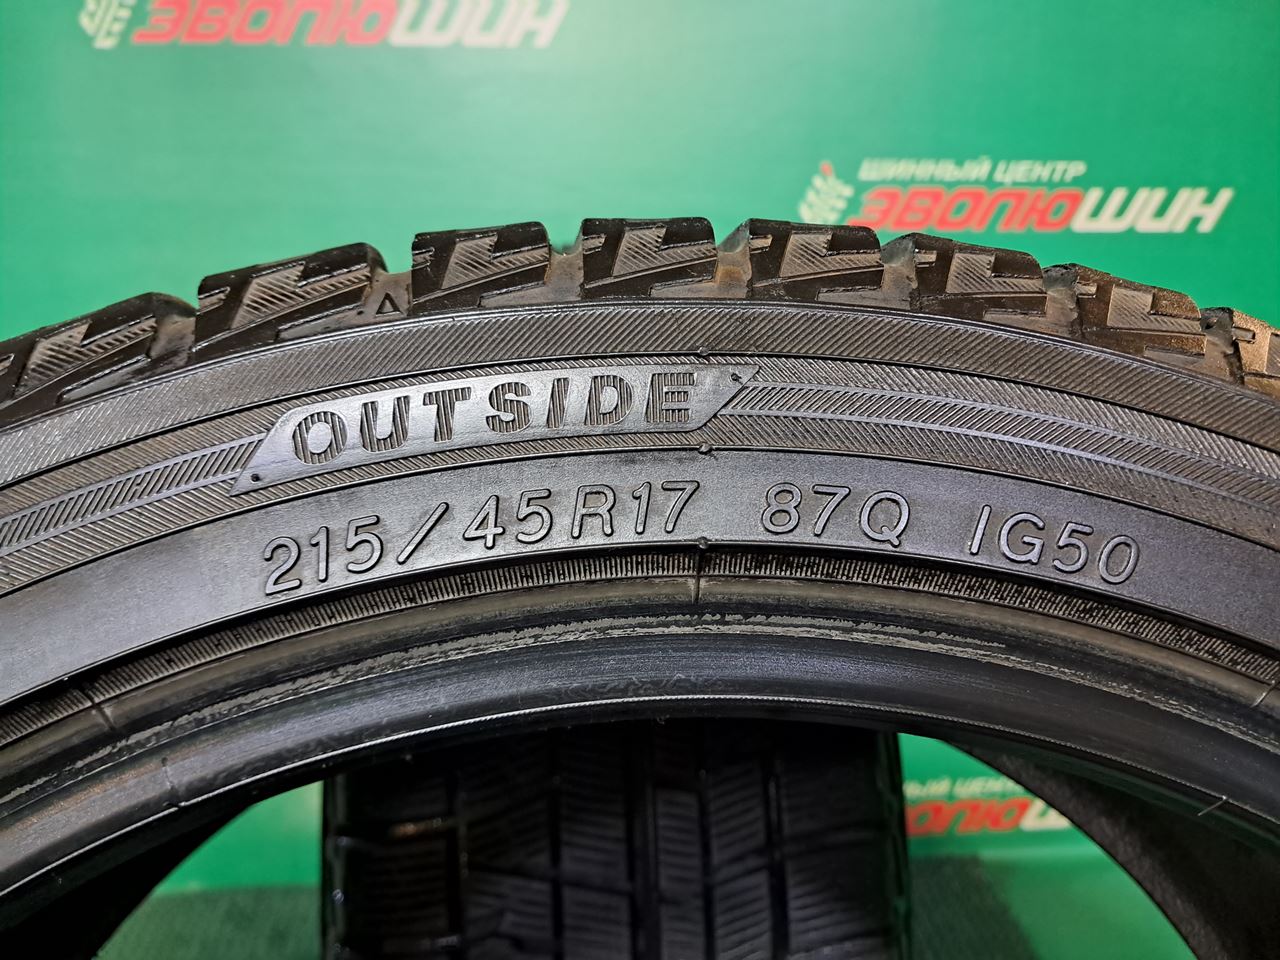 ЭВОЛЮШИН
ШИННЫЙ ЦЕНТР
ЭВОЛЮШИН
OUTSIDE
215/45R17 87Q IG50
ШИННЫЙ ЦЕНТР
ЭВОЛЮШИН